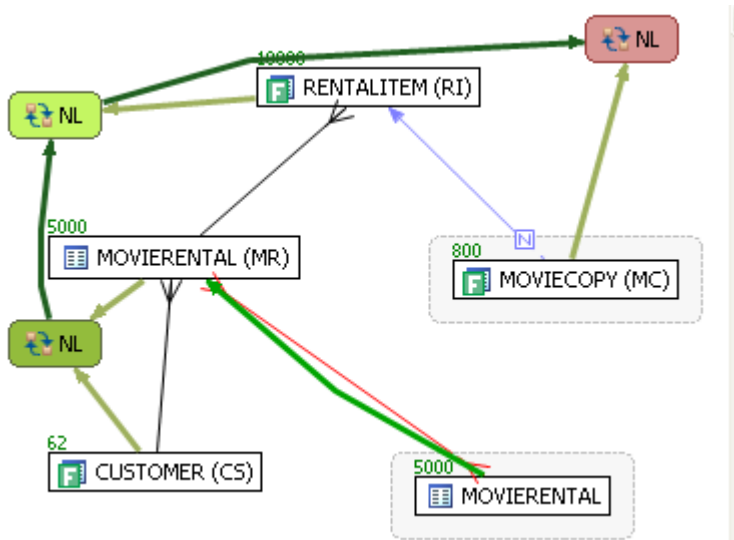 NL
10000
RENTALITEM (RI)
NL
5000
MOVIERENTAL (MR)
N
800
MOVIECOPY (MC)
NL
62
CUSTOMER (CS)
5000
MOVIERENTAL